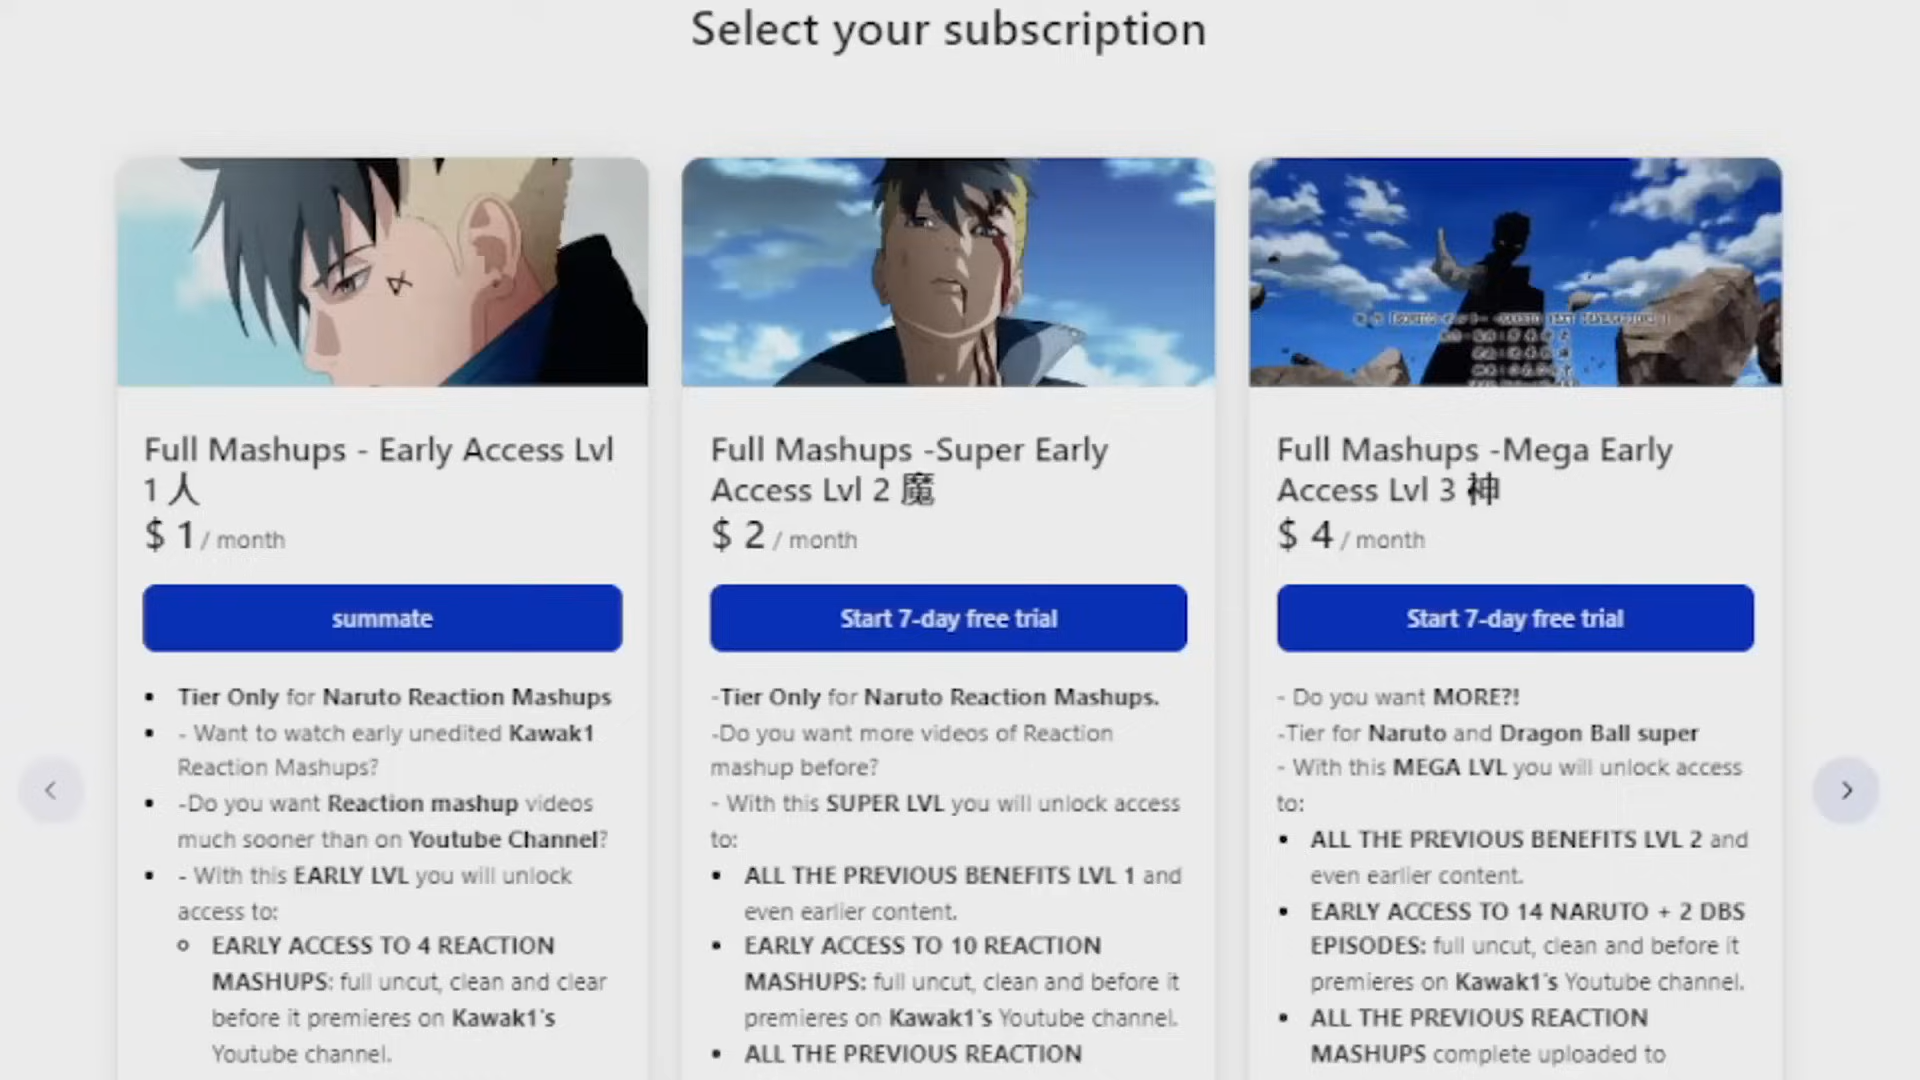 Select your subscription
Full Mashups - Early Access Lvl
1 人
$ 1 / month
summate
• Tier Only for Naruto Reaction Mashups
• - Want to watch early unedited Kawak1
Reaction Mashups?
• -Do you want Reaction mashup videos
much sooner than on Youtube Channel?
• - With this EARLY LVL you will unlock
access to:
EARLY ACCESS TO 4 REACTION
MASHUPS: full uncut, clean and clear
before it premieres on Kawak1's
Youtube channel.
Full Mashups -Super Early
Access Lvl 2 魔
$ 2 / month
Start 7-day free trial
-Tier Only for Naruto Reaction Mashups.
-Do you want more videos of Reaction
mashup before?
- With this SUPER LVL you will unlock access
to:
• ALL THE PREVIOUS BENEFITS LVL 1 and
even earlier content.
• EARLY ACCESS TO 10 REACTION
MASHUPS: full uncut, clean and before it
premieres on Kawak1's Youtube channel.
• ALL THE PREVIOUS REACTION
Full Mashups -Mega Early
Access Lvl 3 神
$ 4 / month
Start 7-day free trial
- Do you want MORE?!
-Tier for Naruto and Dragon Ball super
- With this MEGA LVL you will unlock access
to:
• ALL THE PREVIOUS BENEFITS LVL 2 and
even earlier content.
• EARLY ACCESS TO 14 NARUTO + 2 DBS
EPISODES: full uncut, clean and before it
premieres on Kawak1's Youtube channel.
• ALL THE PREVIOUS REACTION
MASHUPS complete uploaded to